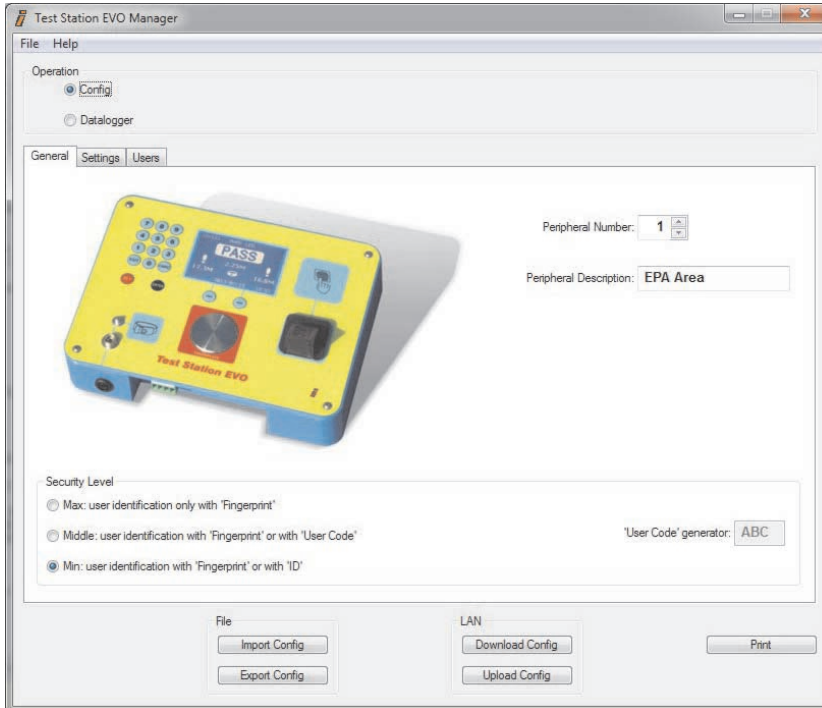 Test Station EVO Manager
File Help
Operation
Config
Datalogger
General Settings Users
PASS
Test Station EVO
Peripheral Number: 1
Peripheral Description: EPA Area
Security Level
Max: user identification only with 'Fingerprint'
Middle: user identification with 'Fingerprint' or with 'User Code'
'User Code' generator: ABC
Min: user identification with 'Fingerprint' or with 'ID'
File
LAN
Import Config
Download Config
Print
Export Config
Upload Config